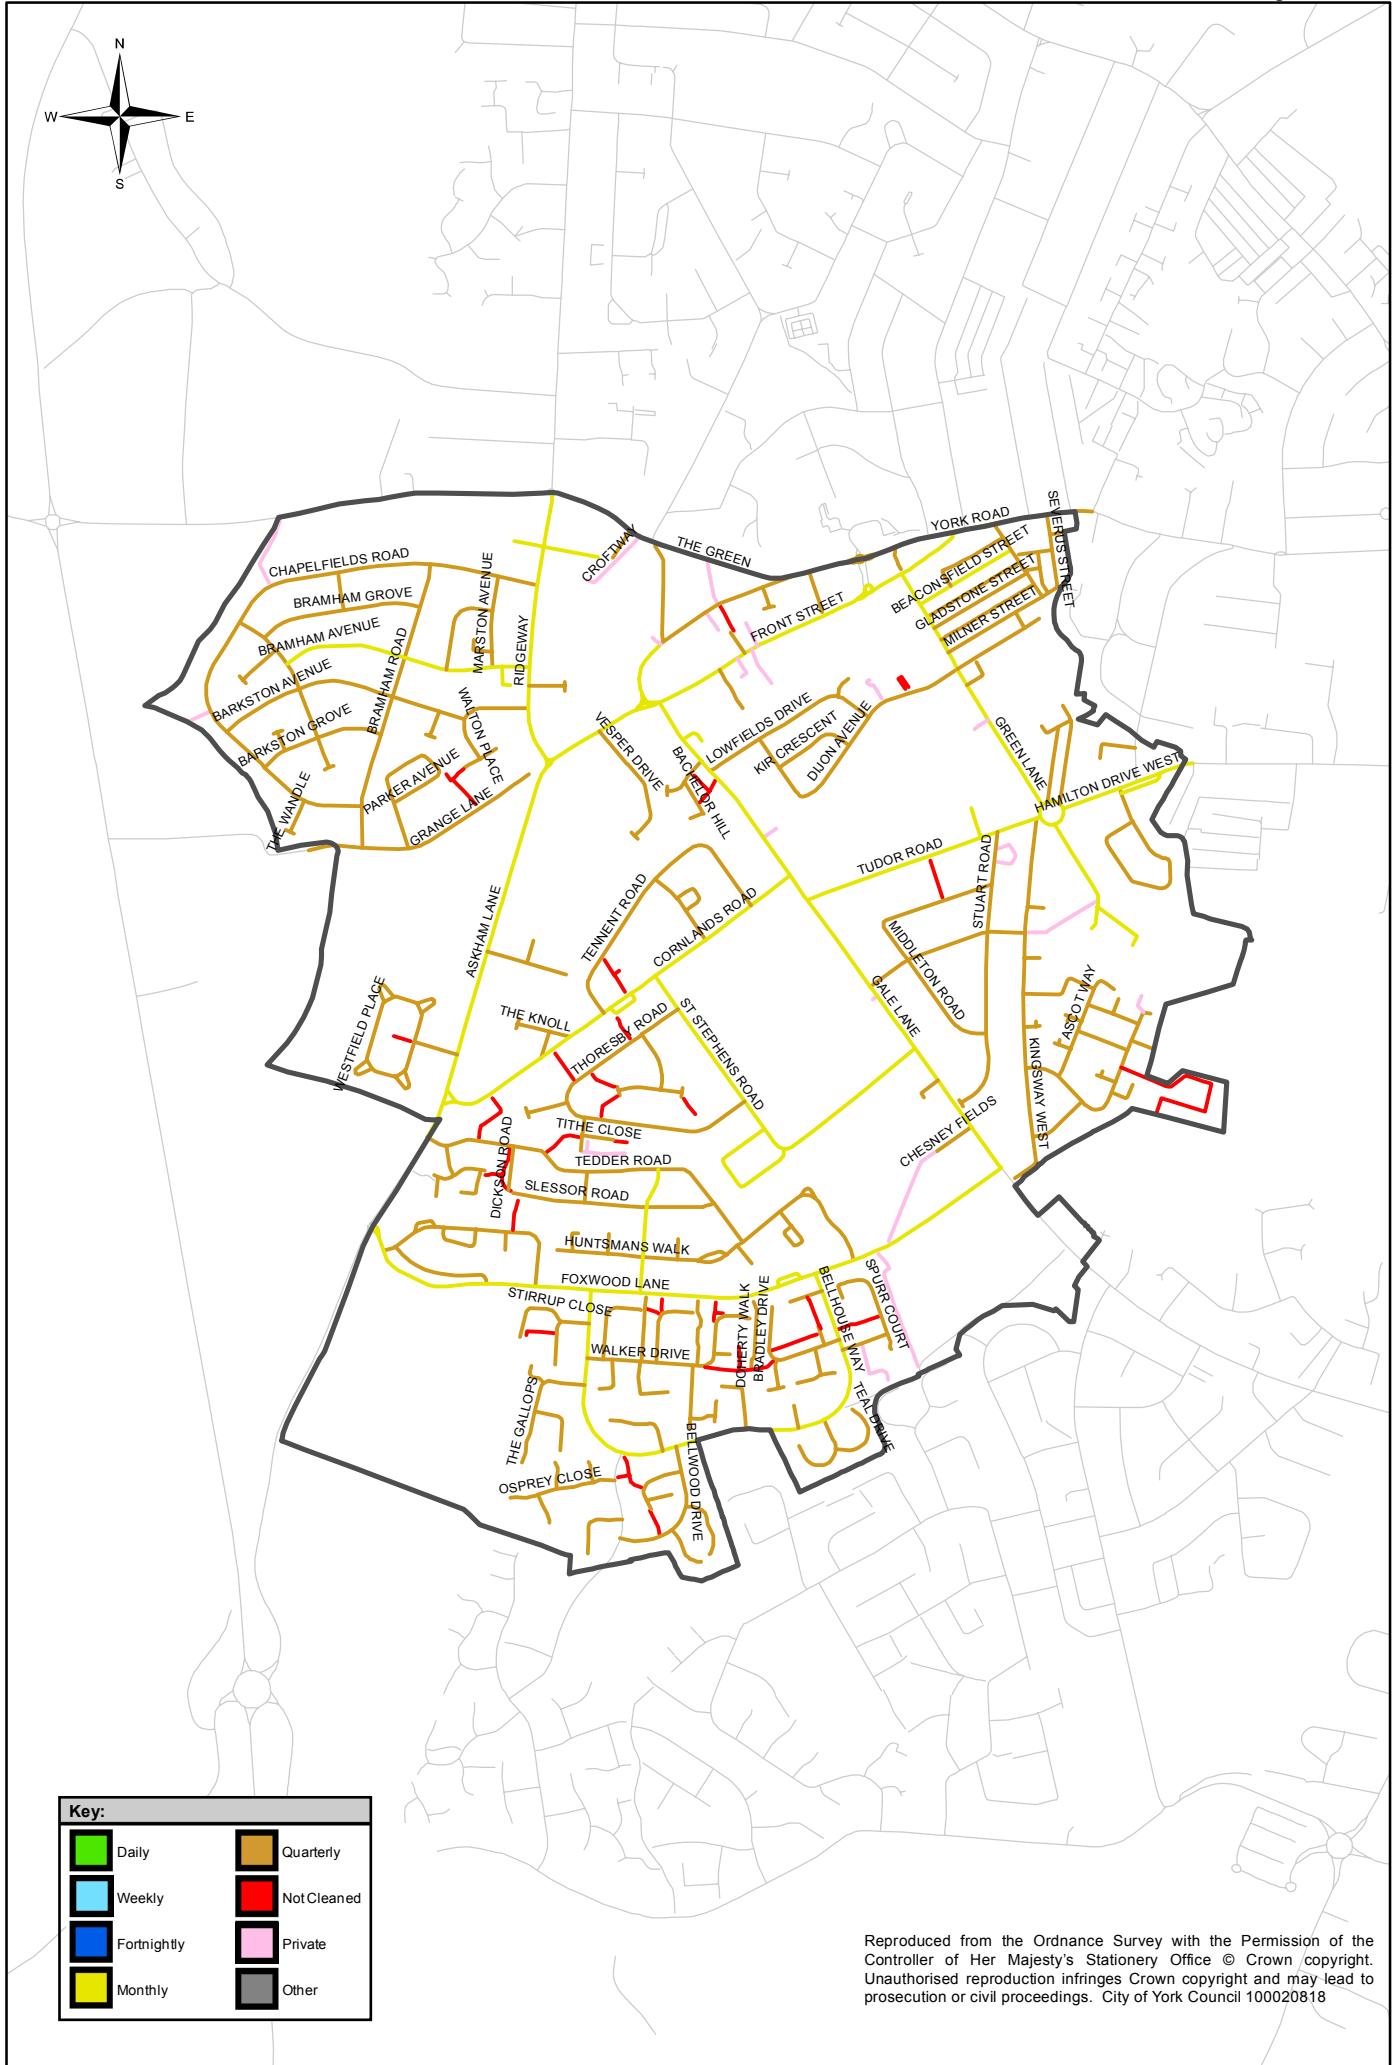 N
W E
S
YORK ROAD
SEVERUS STREET
CROFTWAY
THE GREEN
BEACONSFIELD STREET
CHAPELFIELDS ROAD
GLADSTONE STREET
MARSTON AVENUE
BRAMHAM GROVE
FRONT STREET
MILNER STREET
BRAMHAM AVENUE
RIDGEWAY
BRAMHAM ROAD
BARKSTON AVENUE
WALTON PLACE
BARKSTON GROVE
VESPER DRIVE
LOWFIELDS DRIVE
KIR CRESCENT
DIJON AVENUE
BACHELOR HILL
GREEN LANE
PARKER AVENUE
HAMILTON DRIVE WEST
THE WANDLE
GRANGE LANE
TUDOR ROAD
STUART ROAD
ASKHAM LANE
TENNENT ROAD
CORNLANDS ROAD
MIDDLETON ROAD
GALE LANE
ASCOT WAY
WESTFIELD PLACE
THE KNOLL
THORESBY ROAD
ST STEPHENS ROAD
KINGSWAY WEST
TITHE CLOSE
CHESNEY FIELDS
DICKSON ROAD
TEDDER ROAD
SLESSOR ROAD
HUNTSMANS WALK
FOXWOOD LANE
STIRRUP CLOSE
SPURR COURT
BELLHOUSE WAY
DOHERTY WALK
BRADLEY DRIVE
WALKER DRIVE
THE GALLOPS
TEAL DRIVE
BELLWOOD DRIVE
OSPREY CLOSE
Key:
Daily Quarterly
Weekly Not Cleaned
Fortnightly Private
Monthly Other
Reproduced from the Ordnance Survey with the Permission of the
Controller of Her Majesty's Stationery Office © Crown copyright.
Unauthorised reproduction infringes Crown copyright and may lead to
prosecution or civil proceedings. City of York Council 100020818